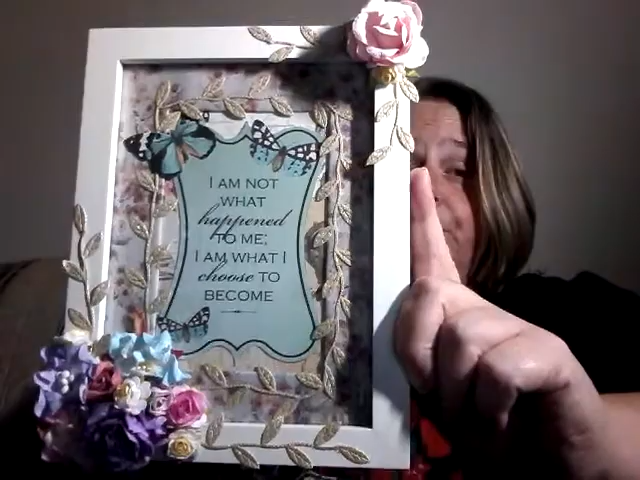 I AM NOT
WHAT
happened
TO ME;
I AM WHAT I
choose TO
BECOME